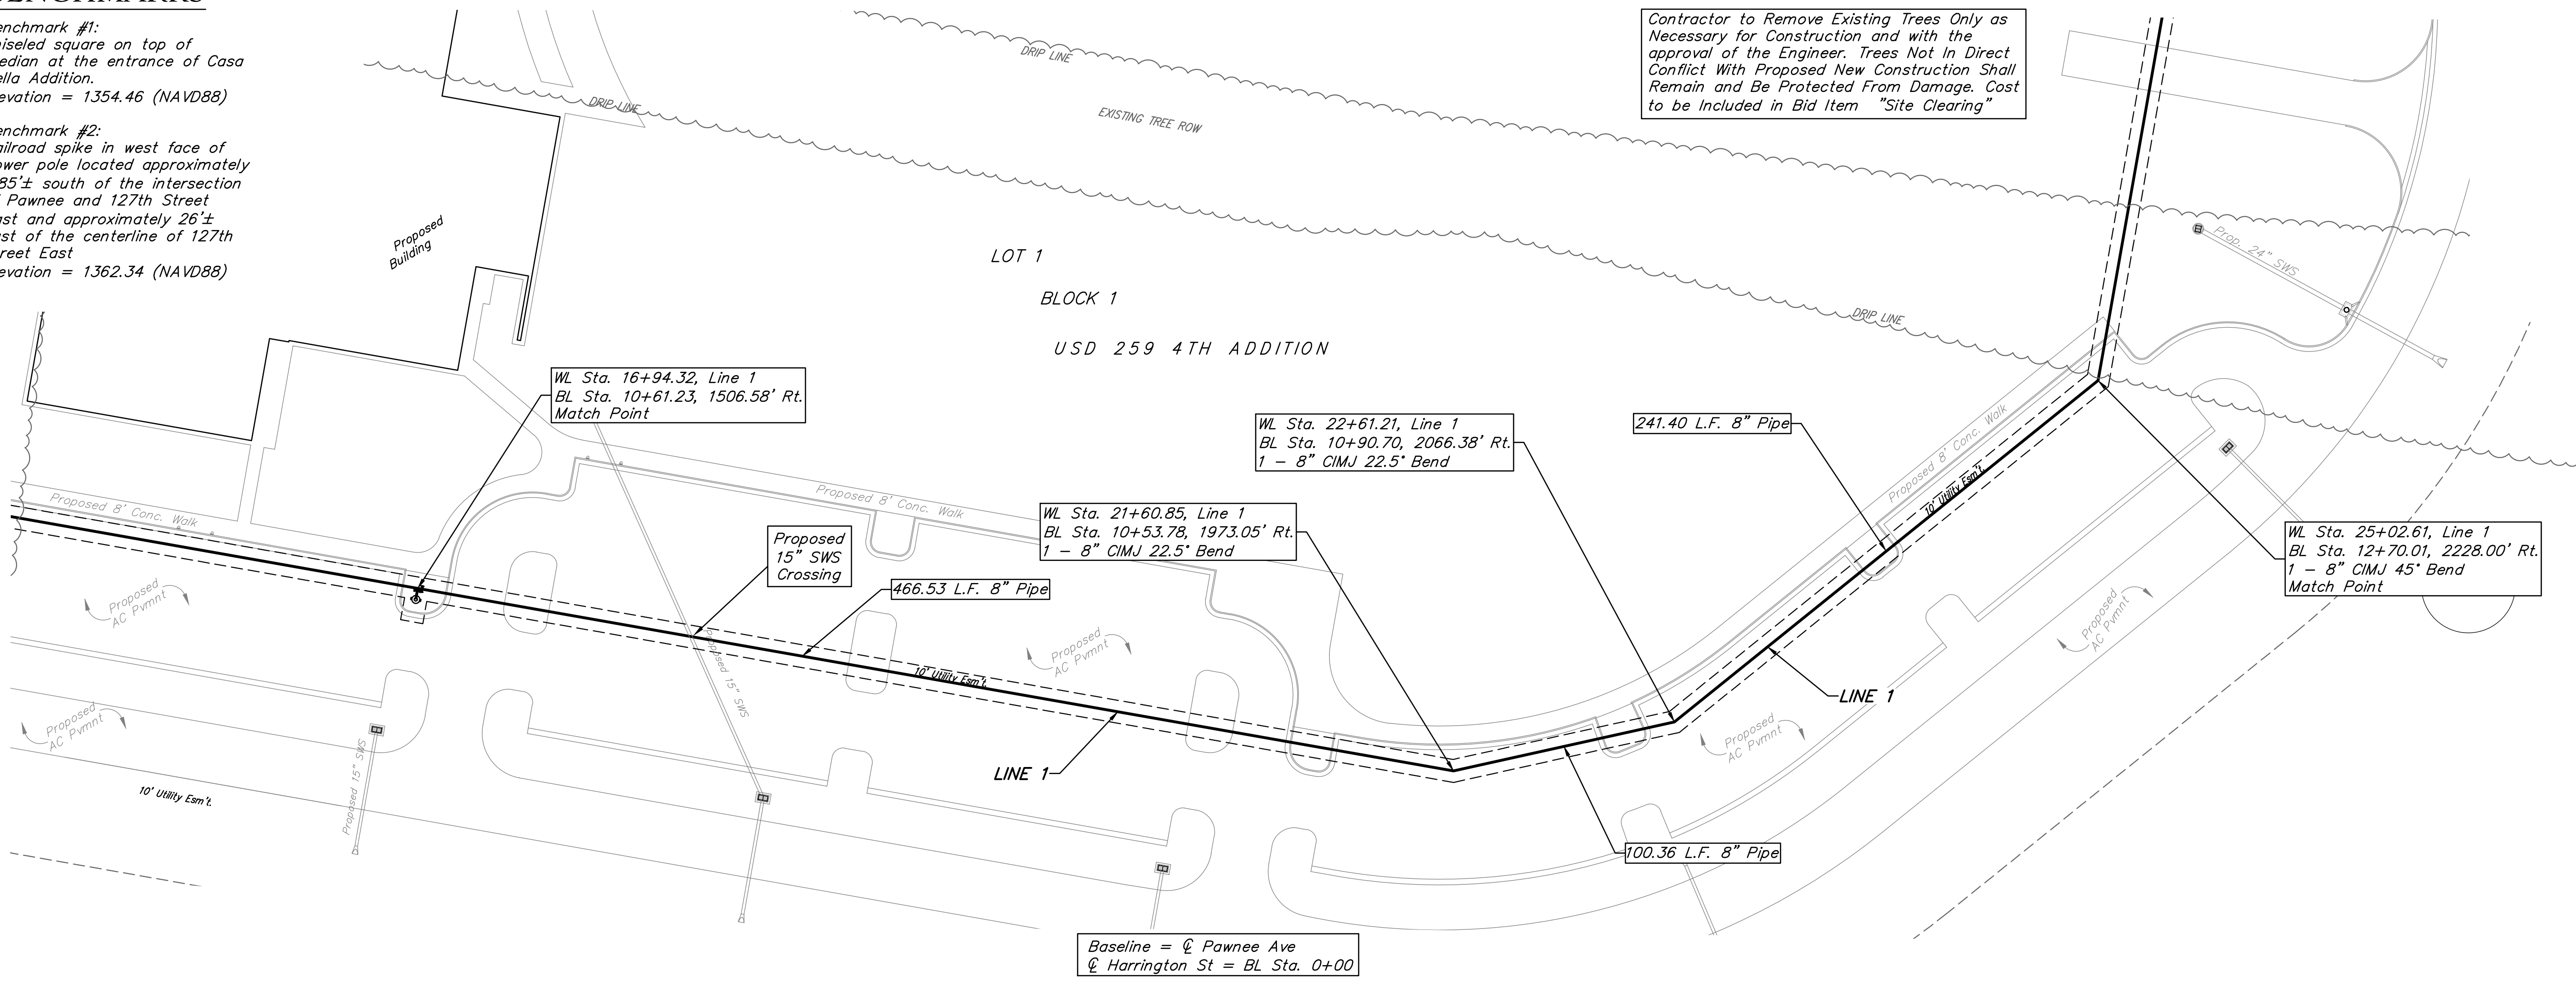 Benchmark #1:
square on top of
at the entrance of Casa
Addition.
= 1354.46 (NAVD88)
Benchmark #2:
spike in west face of
pole located approximately
south of the intersection
Pawnee and 127th Street
and approximately 26'±
of the centerline of 127th
East
= 1362.34 (NAVD88)
Contractor to Remove Existing Trees Only as
Necessary for Construction and with the
approval of the Engineer. Trees Not In Direct
Conflict With Proposed New Construction Shall
Remain and Be Protected From Damage. Cost
to be Included in Bid Item "Site Clearing"
DRIP LINE
DRIP LINE
EXISTING TREE ROW
Proposed
Building
LOT 1
BLOCK 1
USD 259 4TH ADDITION
Prop. 24" SWS
DRIP LINE
WL Sta. 16+94.32, Line 1
BL Sta. 10+61.23, 1506.58' Rt.
Match Point
WL Sta. 22+61.21, Line 1
BL Sta. 10+90.70, 2066.38' Rt.
1 - 8" CIMJ 22.5° Bend
241.40 L.F. 8" Pipe
Proposed 8' Conc. Walk
10' Utility Esm't.
Proposed 8' Conc. Walk
Proposed 8' Conc. Walk
WL Sta. 21+60.85, Line 1
BL Sta. 10+53.78, 1973.05' Rt.
1 - 8" CIMJ 22.5° Bend
WL Sta. 25+02.61, Line 1
BL Sta. 12+70.01, 2228.00' Rt.
1 - 8" CIMJ 45° Bend
Match Point
Proposed
15" SWS
Crossing
466.53 L.F. 8" Pipe
Proposed
AC Pvmnt
Proposed
AC Pvmnt
Proposed
AC Pvmnt
Proposed 15" SWS
10' Utility Esm't.
LINE 1
Proposed
AC Pvmnt
Proposed
AC Pvmnt
LINE 1
Proposed 15" SWS
10' Utility Esm't.
100.36 L.F. 8" Pipe
Baseline = ℄ Pawnee Ave
℄ Harrington St = BL Sta. 0+00